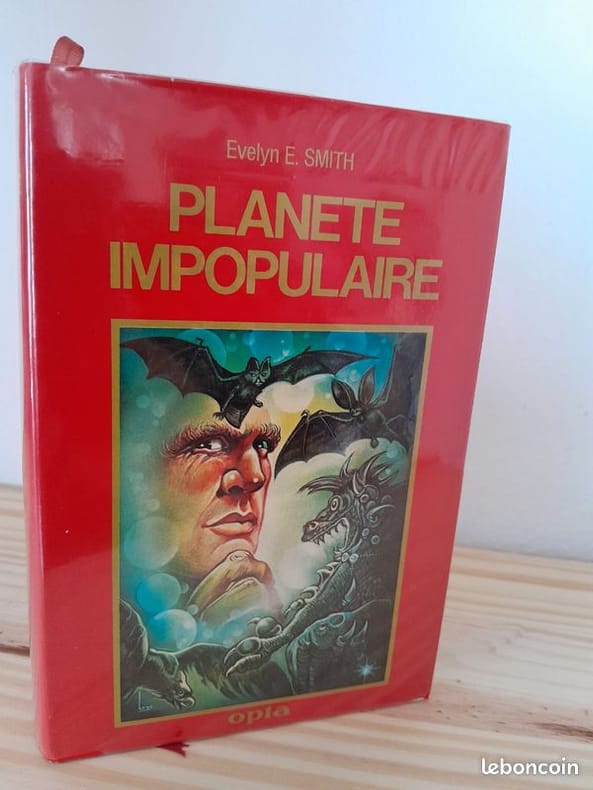 Evelyn E. SMITH
PLANETE
IMPOPULAIRE
opta
leboncoin